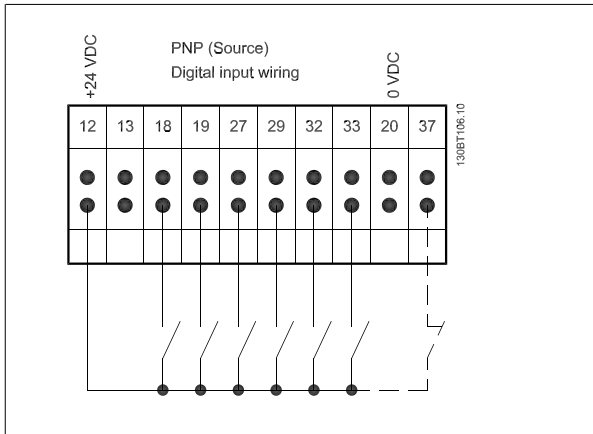 +24 VDC
PNP (Source)
Digital input wiring
0 VDC
12 13 18 19 27 29 32 33 20 37
130BT106.10